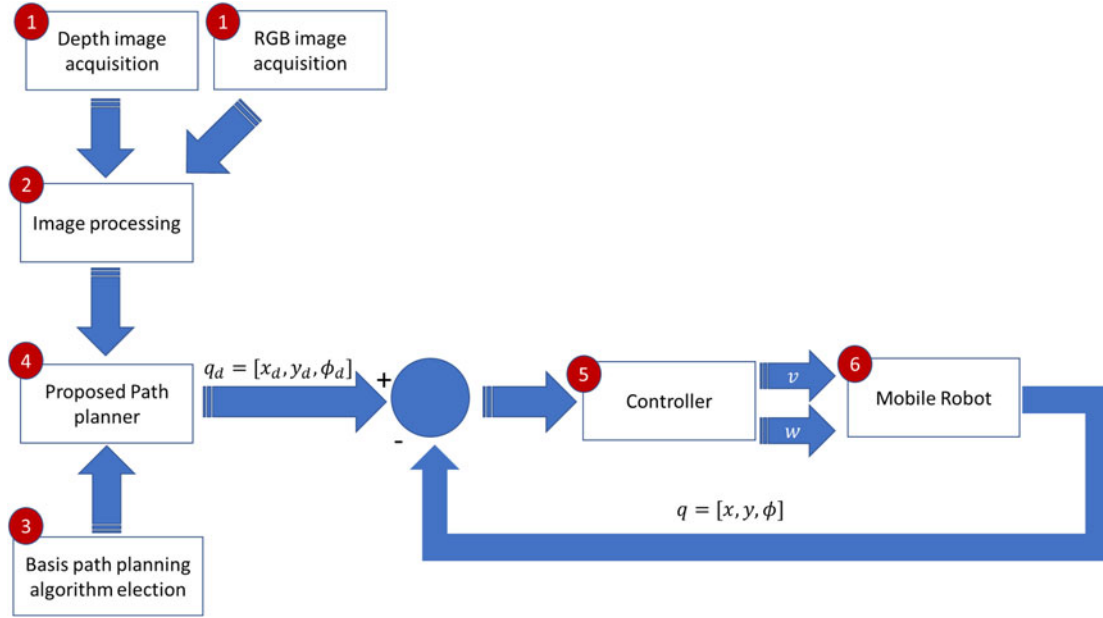 1
Depth image
acquisition
1
RGB image
acquisition
2
Image processing
4
Proposed Path
planner
q_d = [x_d, y_d, ϕ_d]
+
-
5
Controller
v
w
6
Mobile Robot
q = [x, y, ϕ]
3
Basis path planning
algorithm election